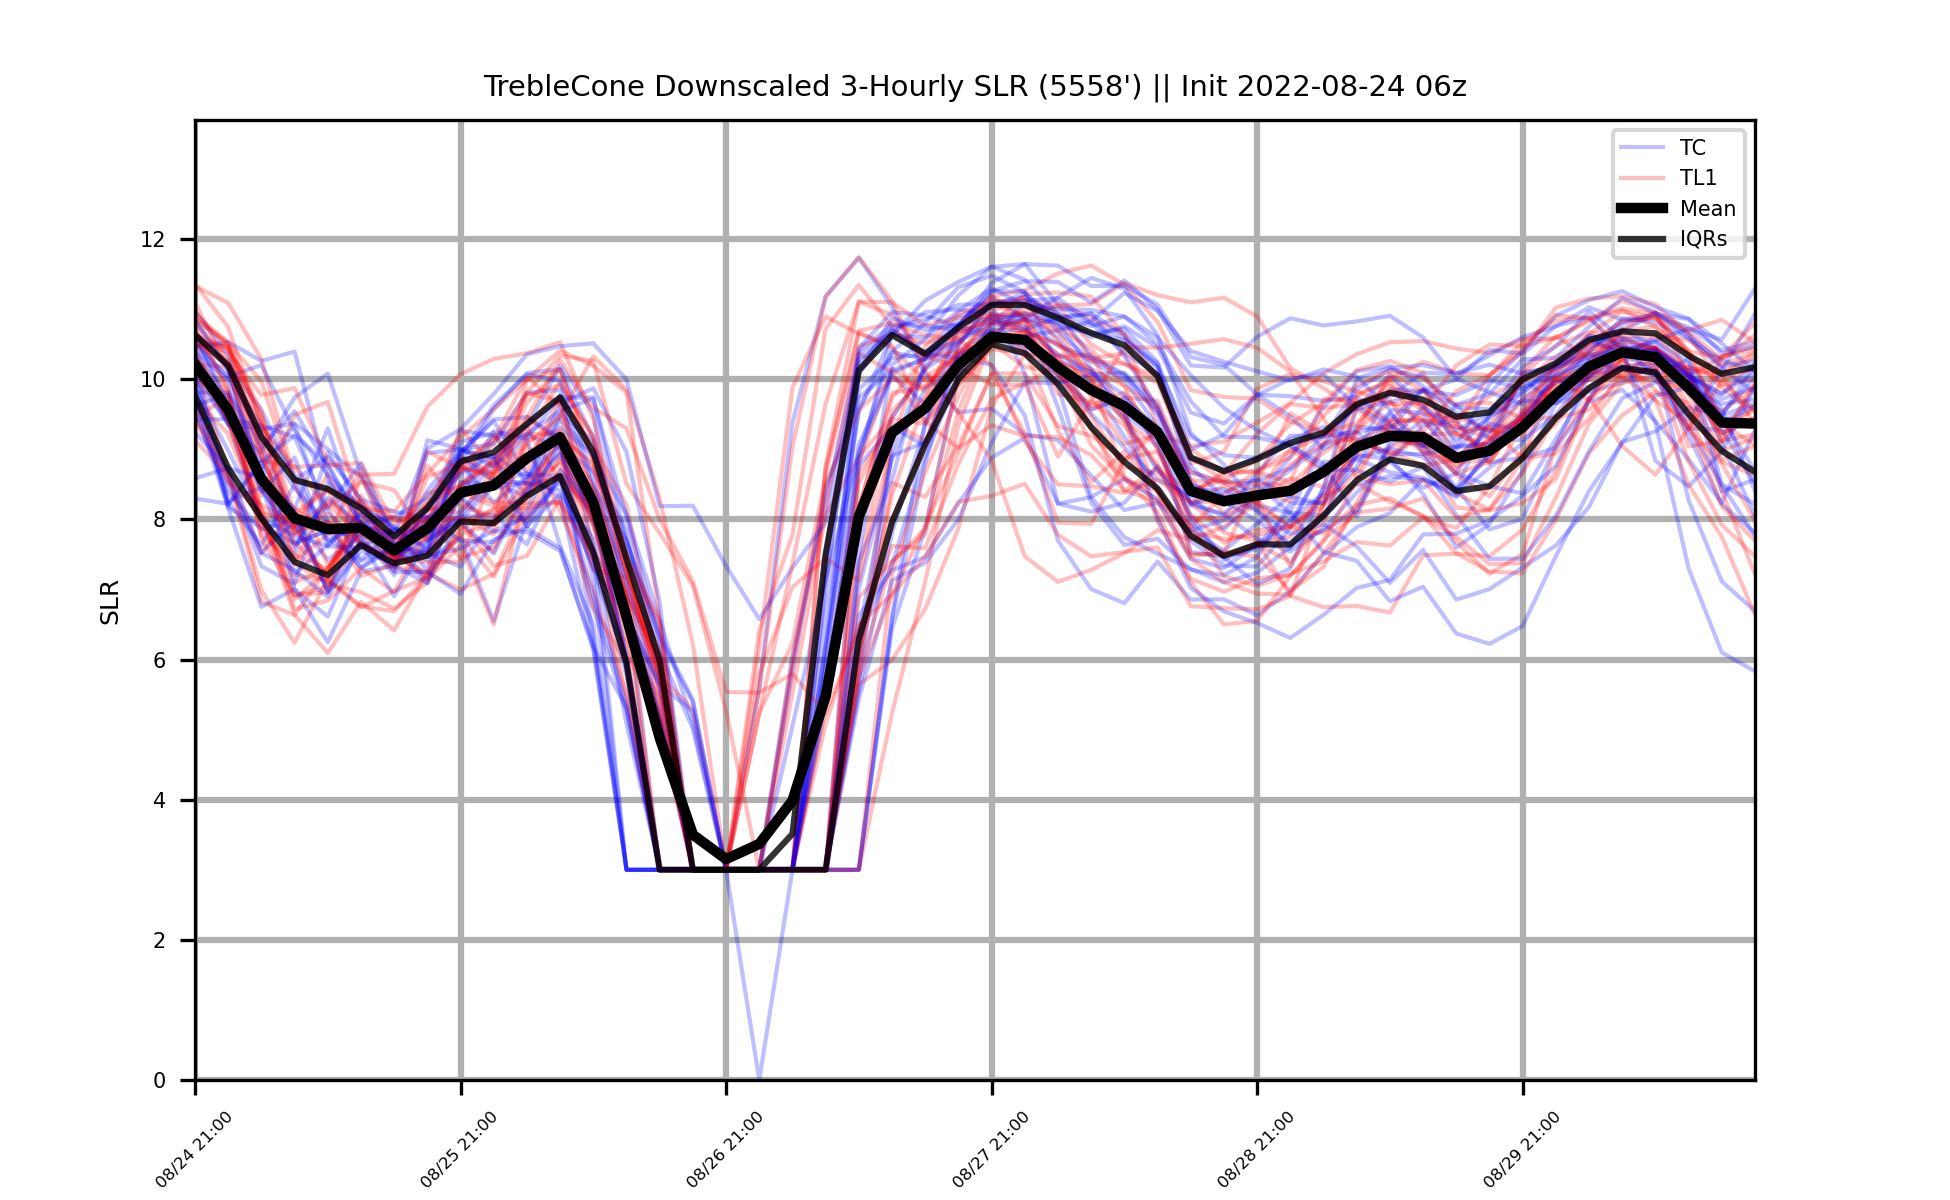 TrebleCone Downscaled 3-Hourly SLR (5558') || Init 2022-08-24 06z
TC
TL1
Mean
IQRs
12
10
8
6
4
2
0
SLR
08/24 21:00
08/25 21:00
08/26 21:00
08/27 21:00
08/28 21:00
08/29 21:00